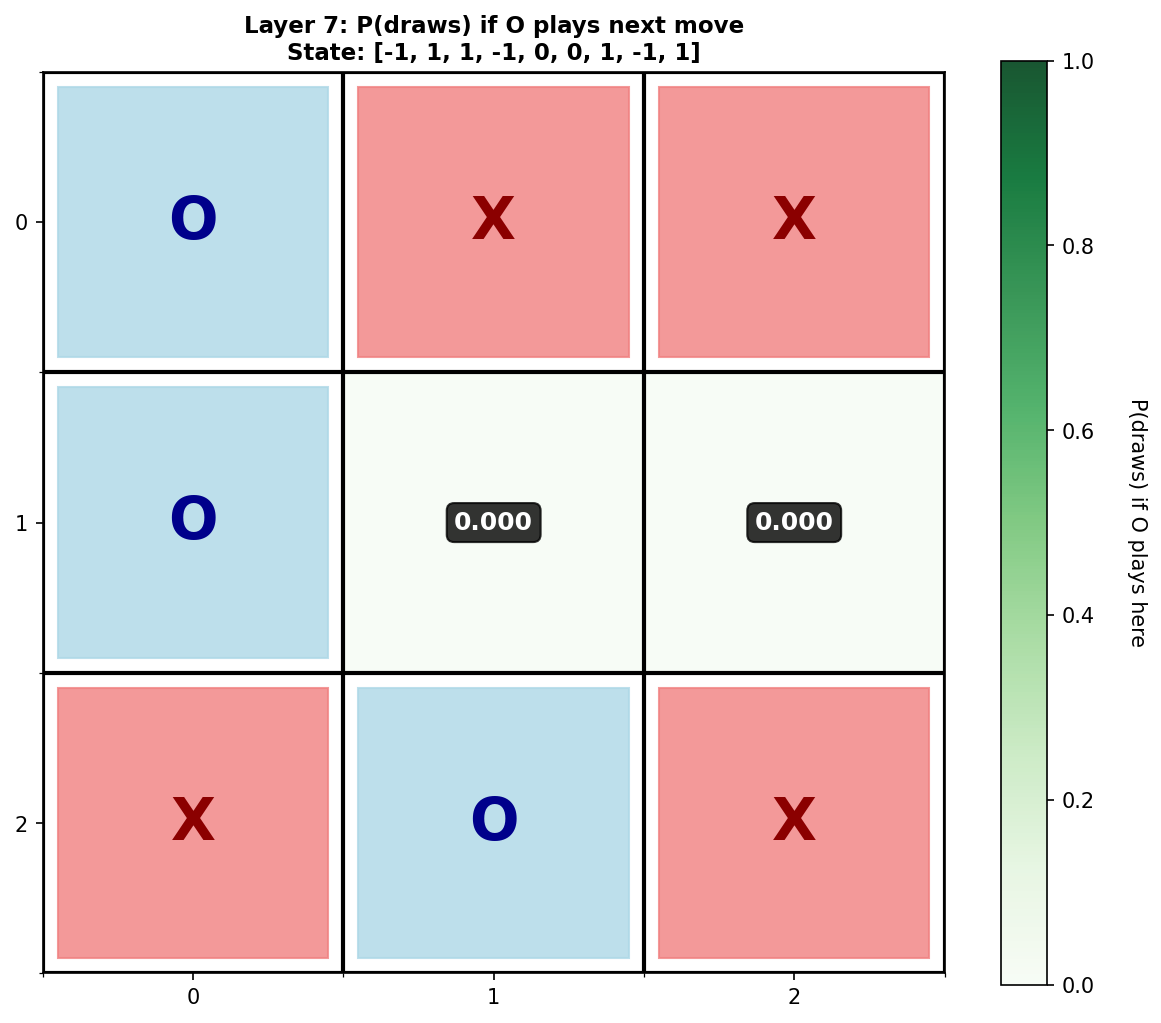 Layer 7: P(draws) if O plays next move
State: [-1, 1, 1, -1, 0, 0, 1, -1, 1]
0
O
X
X
1
O
0.000
0.000
2
X
O
X
0
1
2
1.0
0.8
0.6
0.4
0.2
0.0
P(draws) if O plays here